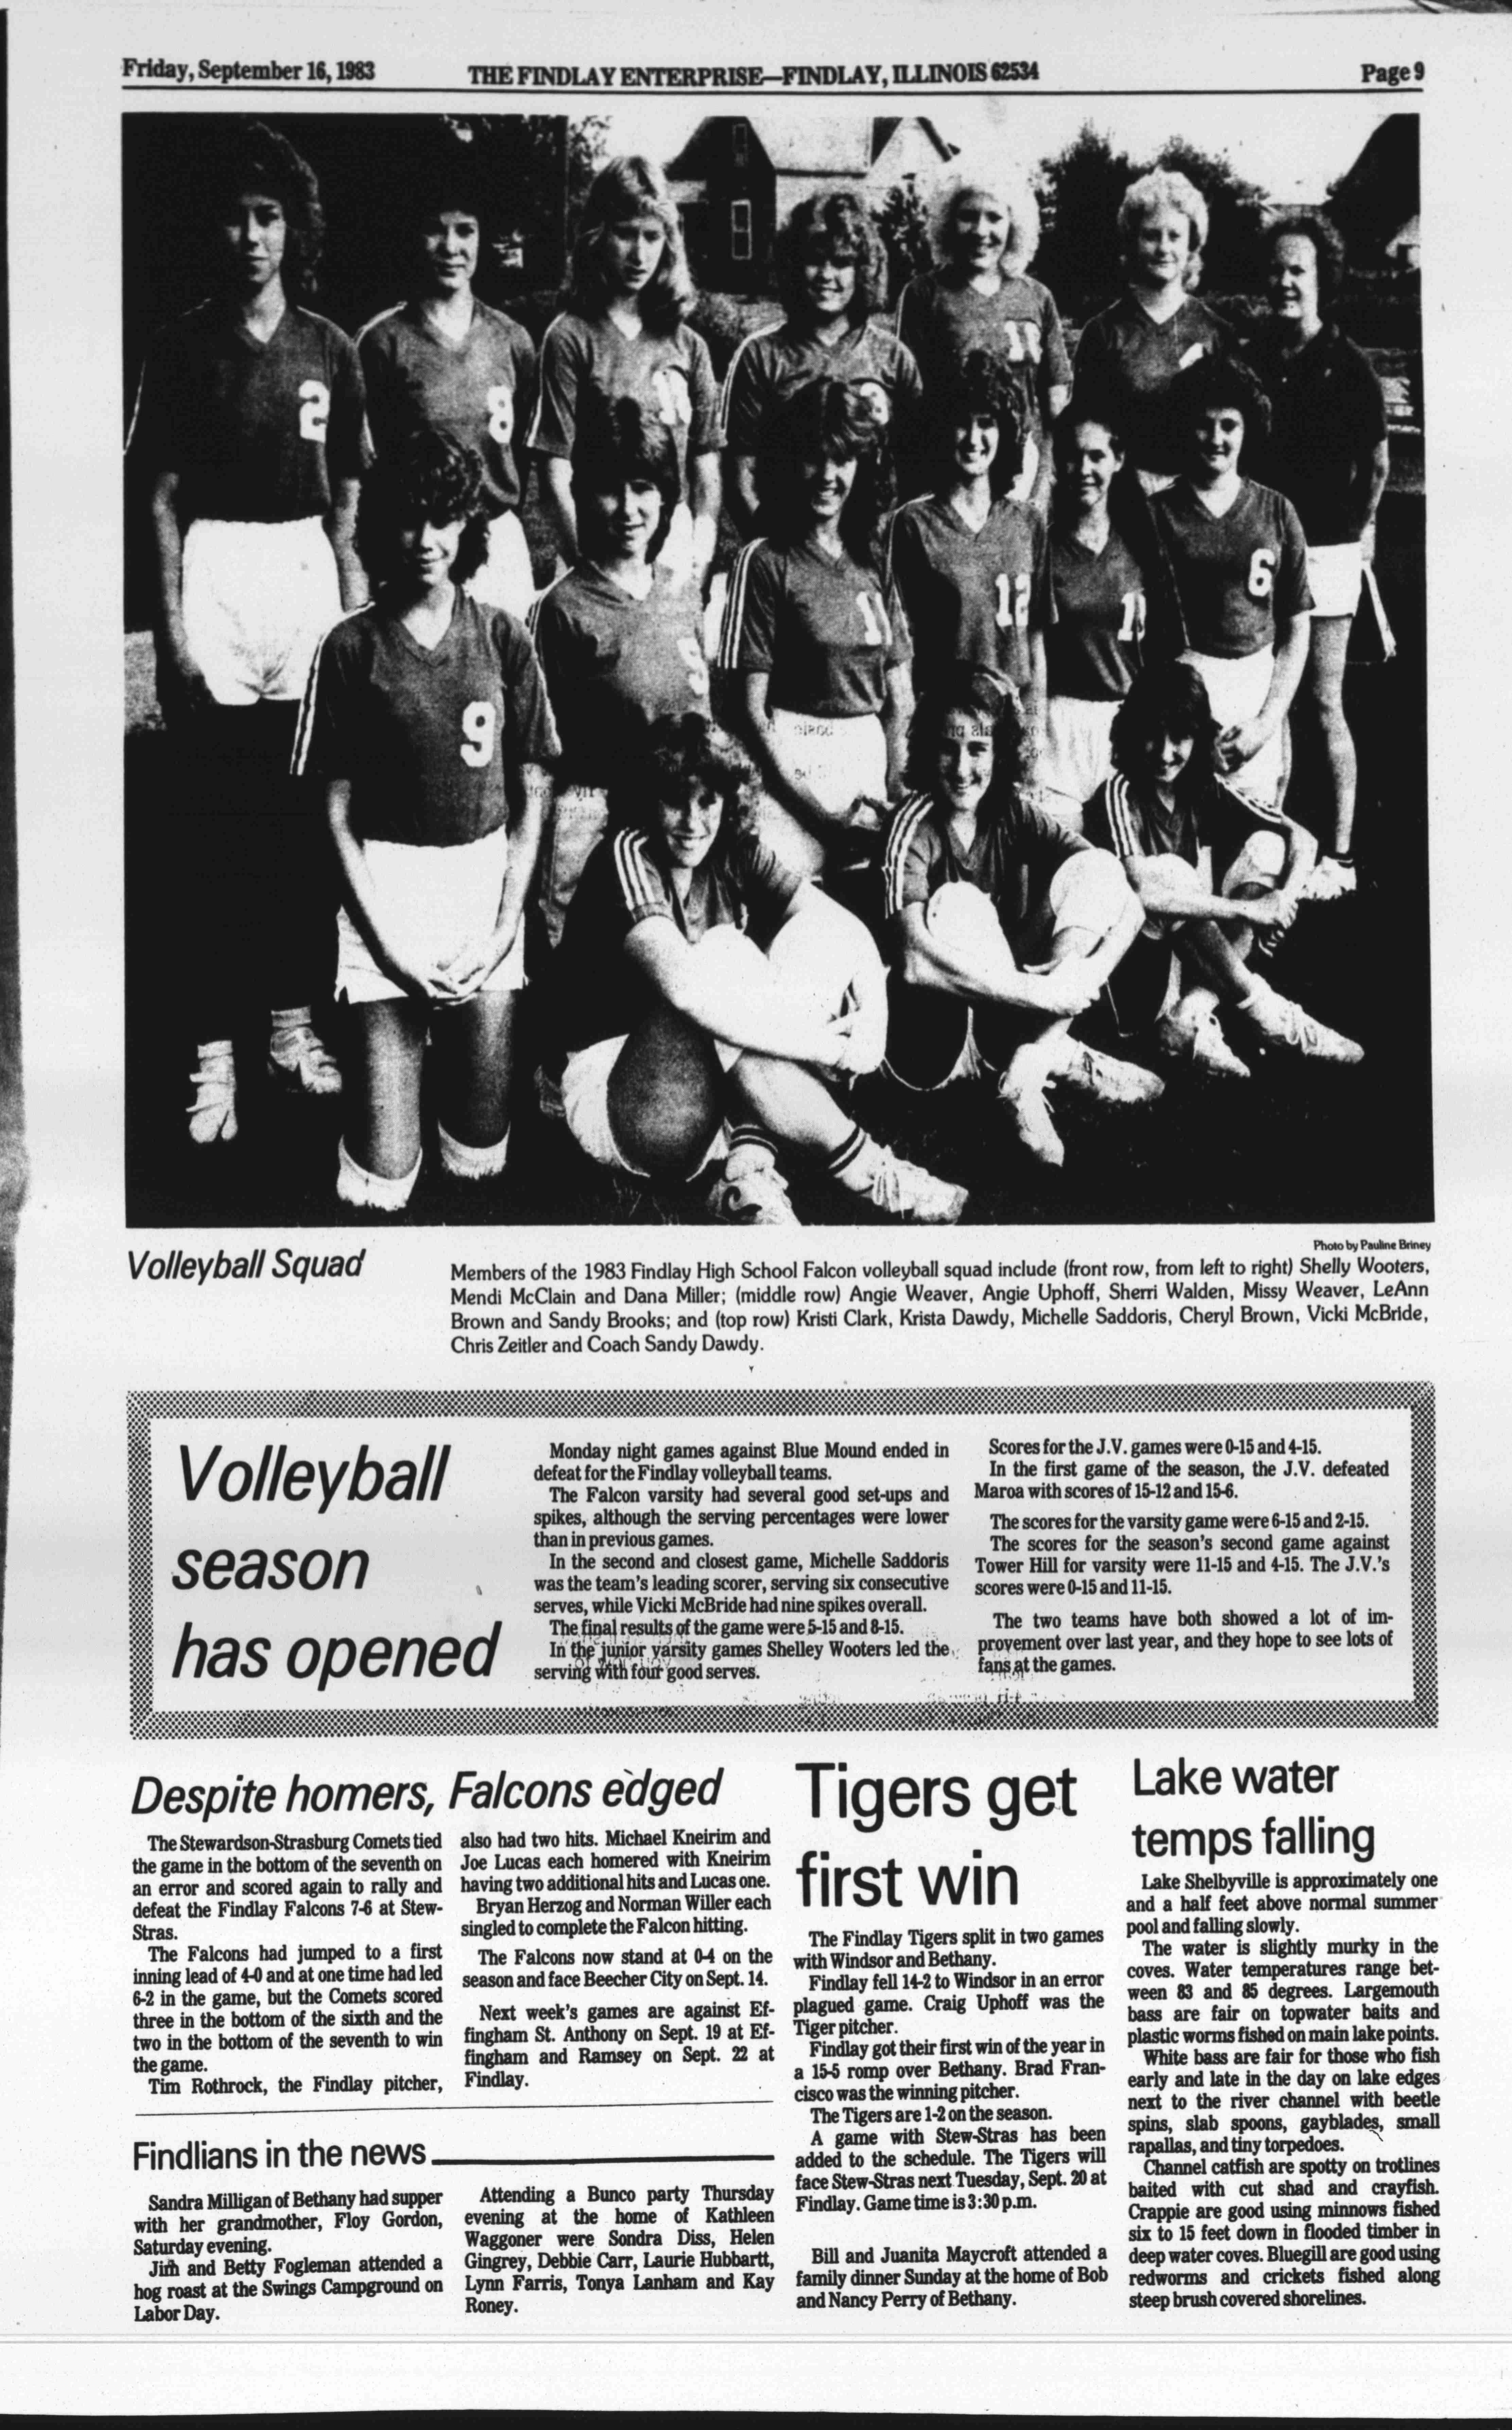 Friday, September 16, 1983
THE FINDLAY ENTERPRISE—FINDLAY, ILLINOIS 62534
Page 9
2
8
11
3
11
9
5
11
12
11
6
Photo by Pauline Briney
Volleyball Squad
Members of the 1983 Findlay High School Falcon volleyball squad include (front row, from left to right) Shelly Wooters,
Mendi McClain and Dana Miller; (middle row) Angie Weaver, Angie Uphoff, Sherri Walden, Missy Weaver, LeAnn
Brown and Sandy Brooks; and (top row) Kristi Clark, Krista Dawdy, Michelle Saddoris, Cheryl Brown, Vicki McBride,
Chris Zeitler and Coach Sandy Dawdy.
Volleyball
season
has opened
Monday night games against Blue Mound ended in
defeat for the Findlay volleyball teams.
The Falcon varsity had several good set-ups and
spikes, although the serving percentages were lower
than in previous games.
In the second and closest game, Michelle Saddoris
was the team's leading scorer, serving six consecutive
serves, while Vicki McBride had nine spikes overall.
The final results of the game were 5-15 and 8-15.
In the junior varsity games Shelley Wooters led the
serving with four good serves.
Scores for the J.V. games were 0-15 and 4-15.
In the first game of the season, the J.V. defeated
Maroa with scores of 15-12 and 15-6.
The scores for the varsity game were 6-15 and 2-15.
The scores for the season's second game against
Tower Hill for varsity were 11-15 and 4-15. The J.V.'s
scores were 0-15 and 11-15.
The two teams have both showed a lot of im-
provement over last year, and they hope to see lots of
fans at the games.
Despite homers, Falcons edged
The Stewardson-Strasburg Comets tied
the game in the bottom of the seventh on
an error and scored again to rally and
defeat the Findlay Falcons 7-6 at Stew-
Stras.
The Falcons had jumped to a first
inning lead of 4-0 and at one time had led
6-2 in the game, but the Comets scored
three in the bottom of the sixth and the
two in the bottom of the seventh to win
the game.
Tim Rothrock, the Findlay pitcher,
also had two hits. Michael Kneirim and
Joe Lucas each homered with Kneirim
having two additional hits and Lucas one.
Bryan Herzog and Norman Willer each
singled to complete the Falcon hitting.
The Falcons now stand at 0-4 on the
season and face Beecher City on Sept. 14.
Next week's games are against Ef-
fingham St. Anthony on Sept. 19 at Ef-
fingham and Ramsey on Sept. 22 at
Findlay.
Findlians in the news
Sandra Milligan of Bethany had supper
with her grandmother, Floy Gordon,
Saturday evening.
Jim and Betty Fogleman attended a
hog roast at the Swings Campground on
Labor Day.
Attending a Bunco party Thursday
evening at the home of Kathleen
Waggoner were Sondra Diss, Helen
Gingrey, Debbie Carr, Laurie Hubbartt,
Lynn Farris, Tonya Lanham and Kay
Roney.
Tigers get
first win
The Findlay Tigers split in two games
with Windsor and Bethany.
Findlay fell 14-2 to Windsor in an error
plagued game. Craig Uphoff was the
Tiger pitcher.
Findlay got their first win of the year in
a 15-5 romp over Bethany. Brad Fran-
cisco was the winning pitcher.
The Tigers are 1-2 on the season.
A game with Stew-Stras has been
added to the schedule. The Tigers will
face Stew-Stras next Tuesday, Sept. 20 at
Findlay. Game time is 3:30 p.m.
Bill and Juanita Maycroft attended a
family dinner Sunday at the home of Bob
and Nancy Perry of Bethany.
Lake water
temps falling
Lake Shelbyville is approximately one
and a half feet above normal summer
pool and falling slowly.
The water is slightly murky in the
coves. Water temperatures range bet-
ween 83 and 85 degrees. Largemouth
bass are fair on topwater baits and
plastic worms fished on main lake points.
White bass are fair for those who fish
early and late in the day on lake edges
next to the river channel with beetle
spins, slab spoons, gayblades, small
rapallas, and tiny torpedoes.
Channel catfish are spotty on trotlines
baited with cut shad and crayfish.
Crappie are good using minnows fished
six to 15 feet down in flooded timber in
deep water coves. Bluegill are good using
redworms and crickets fished along
steep brush covered shorelines.